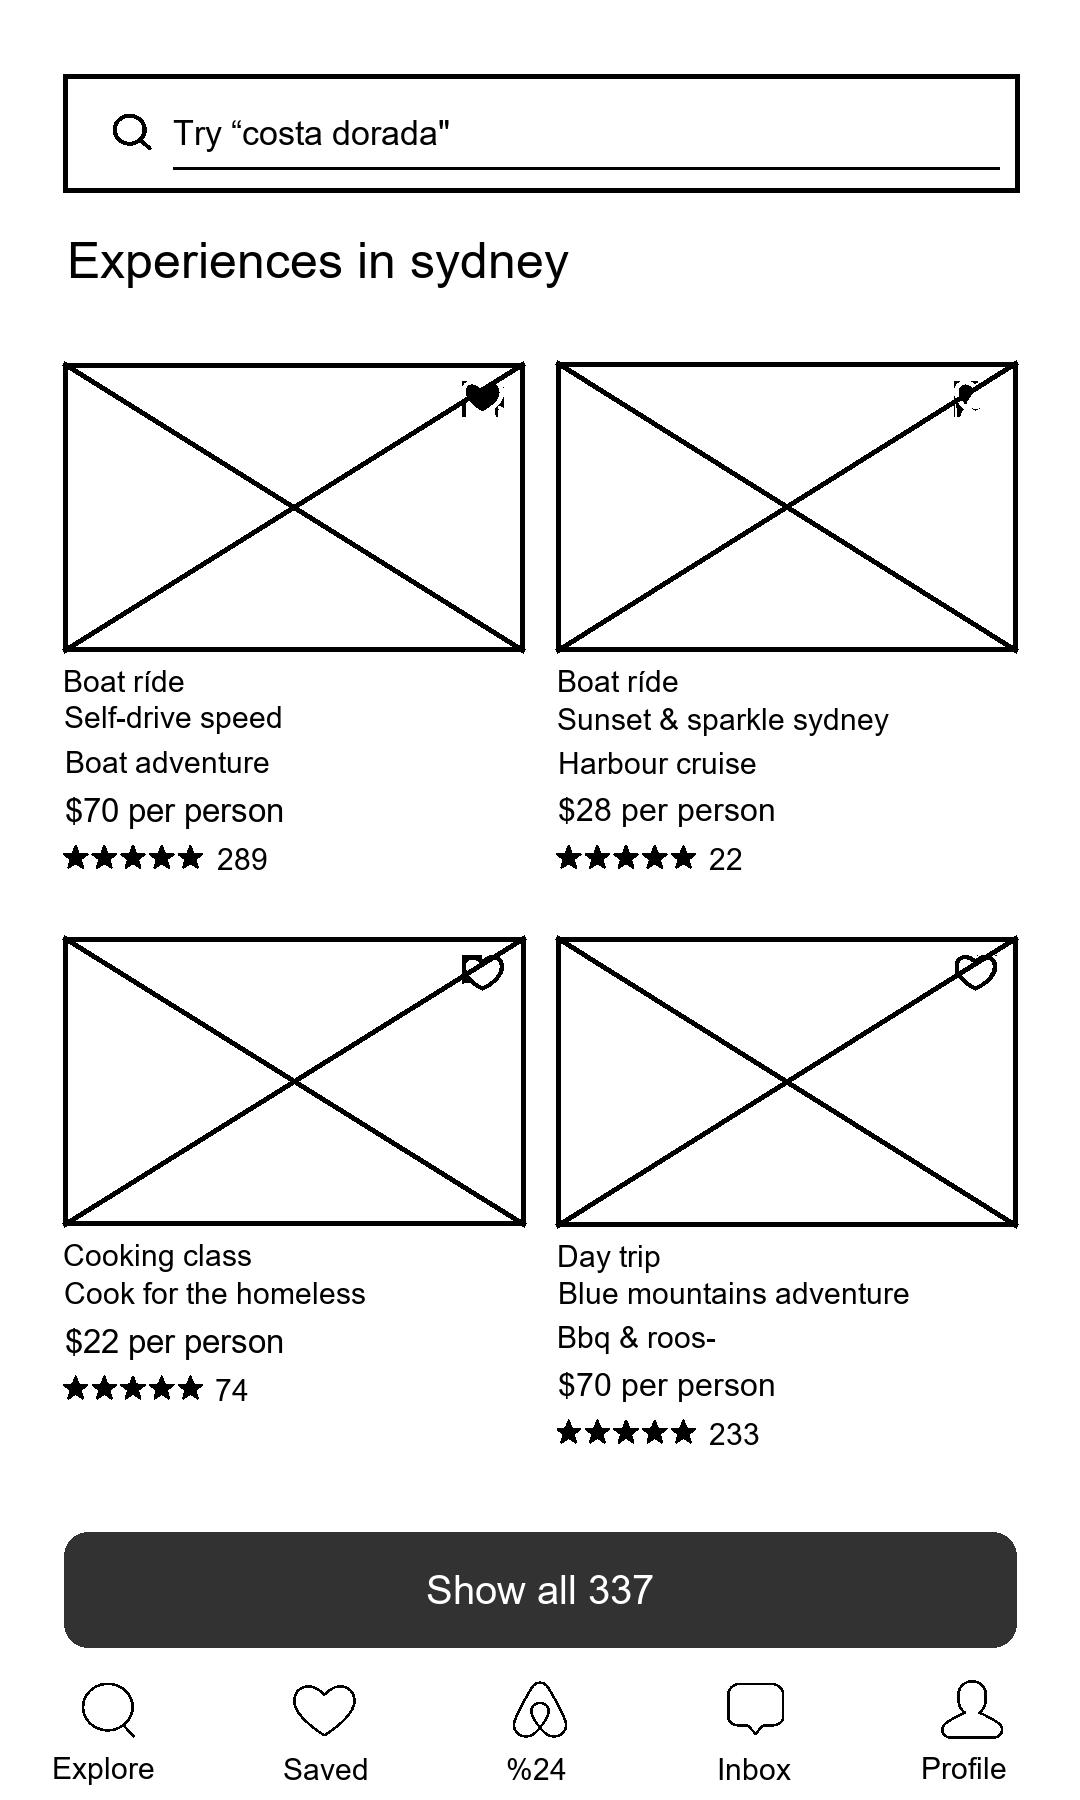 Try “costa dorada"
Experiences in sydney
Boat ríde
Self-drive speed
Boat adventure
$70 per person
289
Boat ríde
Sunset & sparkle sydney
Harbour cruise
$28 per person
22
Cooking class
Cook for the homeless
$22 per person
74
Day trip
Blue mountains adventure
Bbq & roos-
$70 per person
233
Show all 337
Explore
Saved
%24
Inbox
Profile